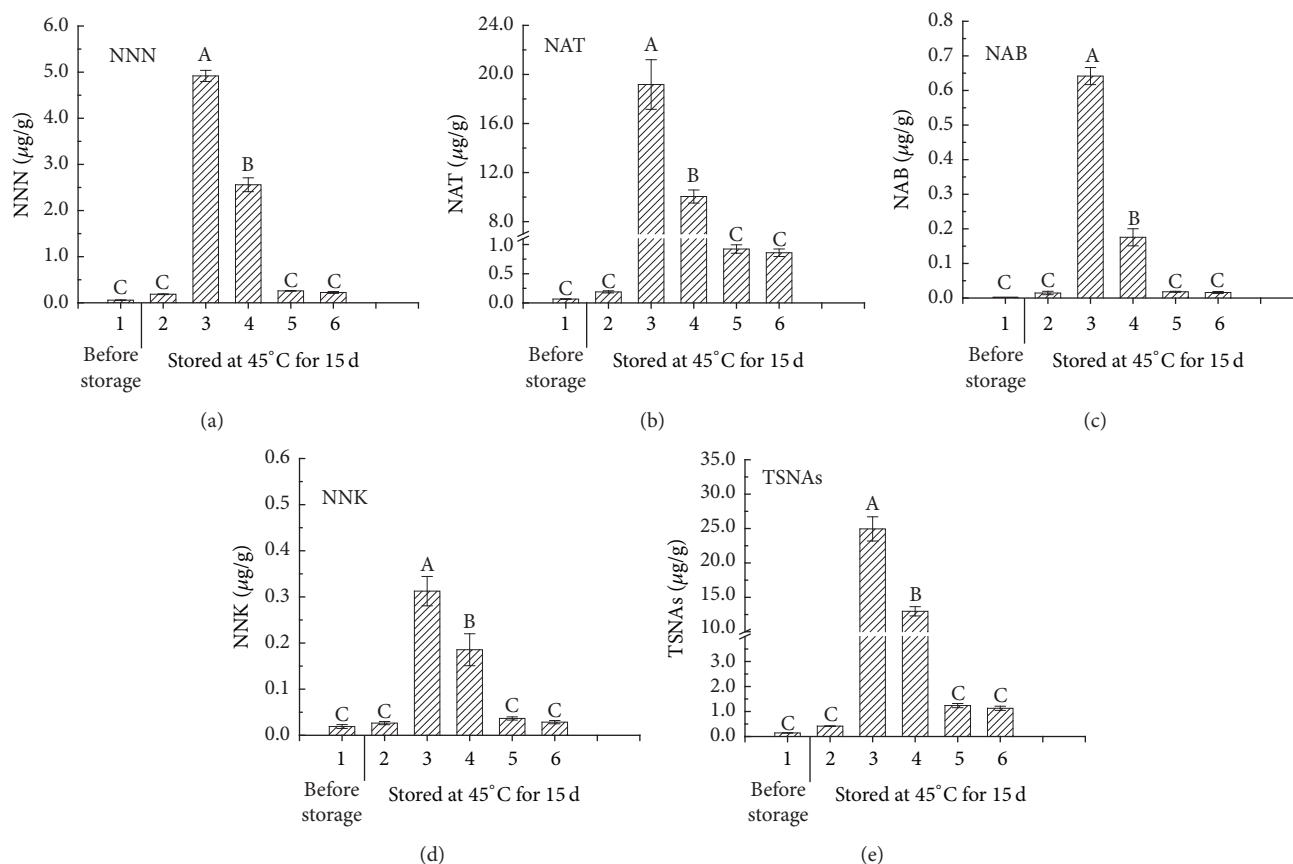 NNN
A
B
C
C
C
C
5.0
4.0
3.0
2.0
1.0
0.0
NNN (μg/g)
1
2
3
4
5
6
Before storage
Stored at 45°C for 15 d
(a)
NAT
A
B
C
C
C
C
24.0
20.0
16.0
12.0
8.0
1.0
0.5
0.0
NAT (μg/g)
1
2
3
4
5
6
Before storage
Stored at 45°C for 15 d
(b)
NAB
A
B
C
C
C
C
0.8
0.7
0.6
0.5
0.4
0.3
0.2
0.1
0.0
NAB (μg/g)
1
2
3
4
5
6
Before storage
Stored at 45°C for 15 d
(c)
NNK
A
B
C
C
C
C
0.6
0.5
0.4
0.3
0.2
0.1
0.0
NNK (μg/g)
1
2
3
4
5
6
Before storage
Stored at 45°C for 15 d
(d)
TSNAs
A
B
C
C
C
C
35.0
30.0
25.0
20.0
15.0
10.0
3.0
2.0
1.0
0.0
TSNAs (μg/g)
1
2
3
4
5
6
Before storage
Stored at 45°C for 15 d
(e)